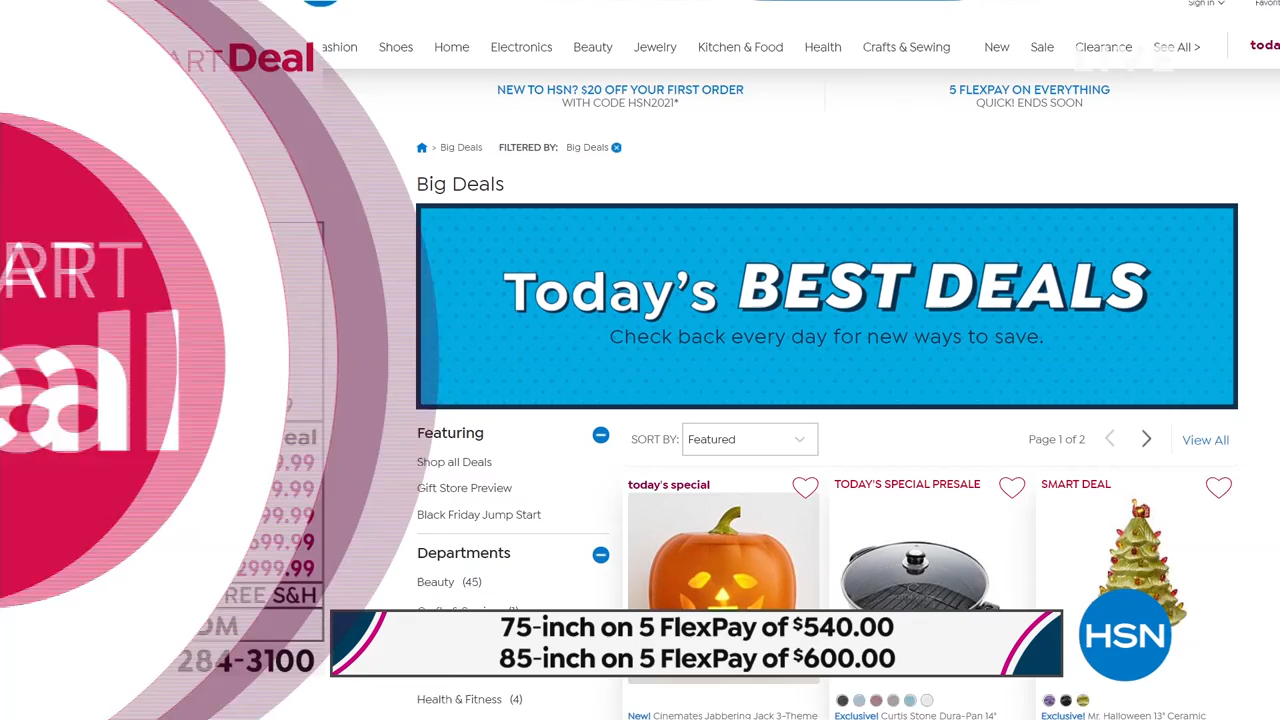 Sign in
Favorit
ashion Shoes Home Electronics Beauty Jewelry Kitchen & Food Health Crafts & Sewing New Sale Clearance See All > toda
ART Deal
LIVE
NEW TO HSN? $20 OFF YOUR FIRST ORDER
WITH CODE HSN2021*
5 FLEXPAY ON EVERYTHING
QUICK! ENDS SOON
> Big Deals FILTERED BY: Big Deals
Big Deals
Today's BEST DEALS
Check back every day for new ways to save.
ART
eal
Featuring
Shop all Deals
Gift Store Preview
Black Friday Jump Start
Departments
Beauty (45)
Health & Fitness (4)
SORT BY: Featured
Page 1 of 2
View All
today's special
TODAY'S SPECIAL PRESALE
SMART DEAL
eal
9.99
9.99
99.99
699.99
2999.99
REE S&H
DM
284-3100
75-inch on 5 FlexPay of $540.00
85-inch on 5 FlexPay of $600.00
HSN
New! Cinemates Jabbering Jack 3-Theme
Exclusive! Curtis Stone Dura-Pan 14"
Exclusive! Mr. Halloween 13" Ceramic